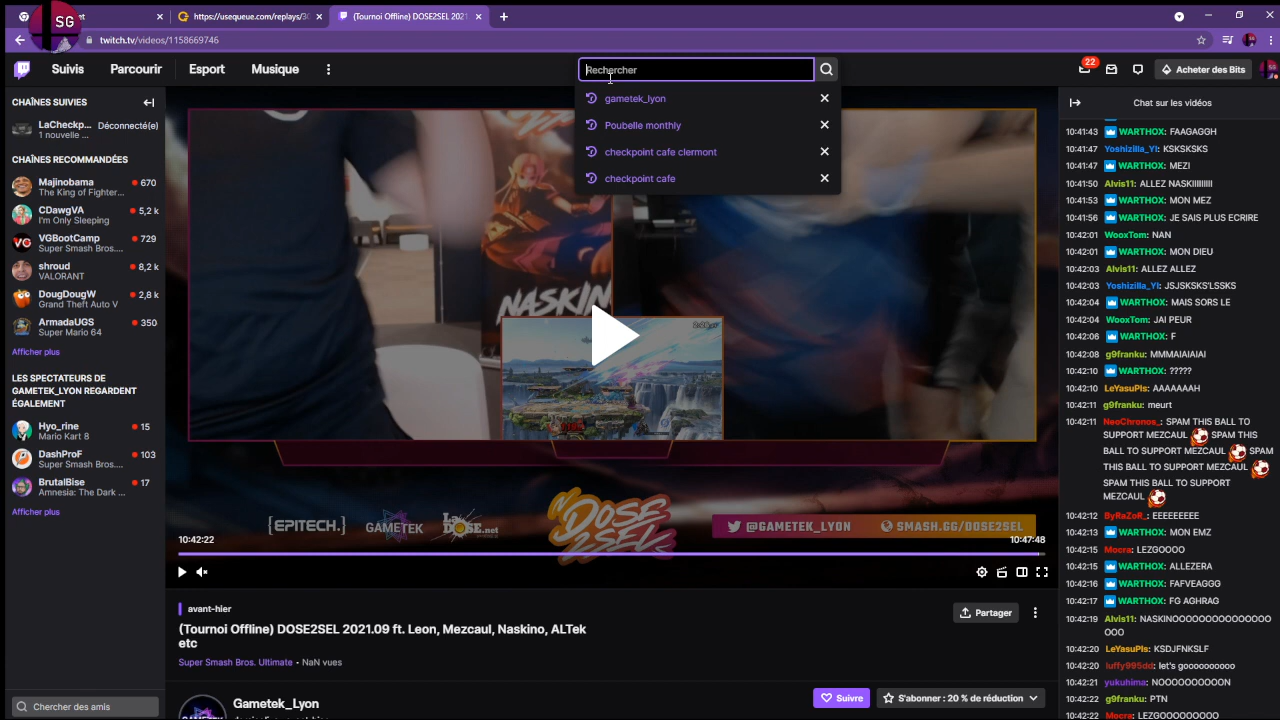 SG
https://usequeue.com/replays/30
(Tournoi Offline) DOSE2SEL 2021.
twitch.tv/videos/1158669746
Suivis
Parcourir
Esport
Musique
Rechercher
22
Acheter des Bits
gametek_lyon
Poubelle monthly
checkpoint cafe clermont
checkpoint cafe
CHAÎNES SUIVIES
LaCheckp... Déconnecté(e)
1 nouvelle ...
CHAÎNES RECOMMANDÉES
Majinobama 670
The King of Fighter...
CDawgVA 5,2 k
I'm Only Sleeping
VGBootCamp 729
Super Smash Bros....
shroud 8,2 k
VALORANT
DougDougW 2,8 k
Grand Theft Auto V
ArmadaUGS 350
Super Mario 64
Afficher plus
LES SPECTATEURS DE
GAMETEK_LYON REGARDENT
ÉGALEMENT
Hyo_rine 15
Mario Kart 8
DashProF 103
Super Smash Bros....
BrutalBise 17
Amnesia: The Dark ...
Afficher plus
Chercher des amis
NASKIN
{EPITECH.}
GAMETEK
La DOSE.net
DOSE
2SEL
@GAMETEK_LYON
SMASH.GG/DOSE2SEL
10:42:22
10:47:48
avant-hier
(Tournoi Offline) DOSE2SEL 2021.09 ft. Leon, Mezcaul, Naskino, ALTek
etc
Super Smash Bros. Ultimate • NaN vues
Partager
GAMETEK
Gametek_Lyon
Suivre
S'abonner : 20 % de réduction
Chat sur les vidéos
10:41:43 WARTHOX: FAAGAGGH
10:41:47 Yoshizilla_Yi: KSKSKSKS
10:41:47 WARTHOX: MEZI
10:41:50 Alvis11: ALLEZ NASKIIIIIIIII
10:41:53 WARTHOX: MON MEZ
10:41:56 WARTHOX: JE SAIS PLUS ECRIRE
10:42:01 WooxTom: NAN
10:42:01 WARTHOX: MON DIEU
10:42:03 Alvis11: ALLEZ ALLEZ
10:42:03 Yoshizilla_Yi: JSJSKSKS'LSSKS
10:42:04 WARTHOX: MAIS SORS LE
10:42:04 WooxTom: JAI PEUR
10:42:06 WARTHOX: F
10:42:08 g9franku: MMMAIAIAIAI
10:42:10 WARTHOX: ?????
10:42:10 LeYasuPls: AAAAAAAH
10:42:11 g9franku: meurt
10:42:11 NeoChronos_: SPAM THIS BALL TO
SUPPORT MEZCAUL SPAM THIS
BALL TO SUPPORT MEZCAUL SPAM
THIS BALL TO SUPPORT MEZCAUL
SPAM THIS BALL TO SUPPORT
MEZCAUL
10:42:12 ByRaZoR_: EEEEEEEEE
10:42:13 WARTHOX: MON EMZ
10:42:15 Mocra: LEZGOOOO
10:42:15 WARTHOX: ALLEZERA
10:42:16 WARTHOX: FAFVEAGGG
10:42:17 WARTHOX: FG AGHRAG
10:42:19 Alvis11: NASKINOOOOOOOOOOOOOOO
OOO
10:42:20 LeYasuPls: KSDJFNKSLF
10:42:20 luffy995dd: let's goooooooooo
10:42:21 yukuhima: NOOOOOOOOOON
10:42:22 g9franku: PTN
10:42:22 Mocra: LEZGOOOOOOOOO